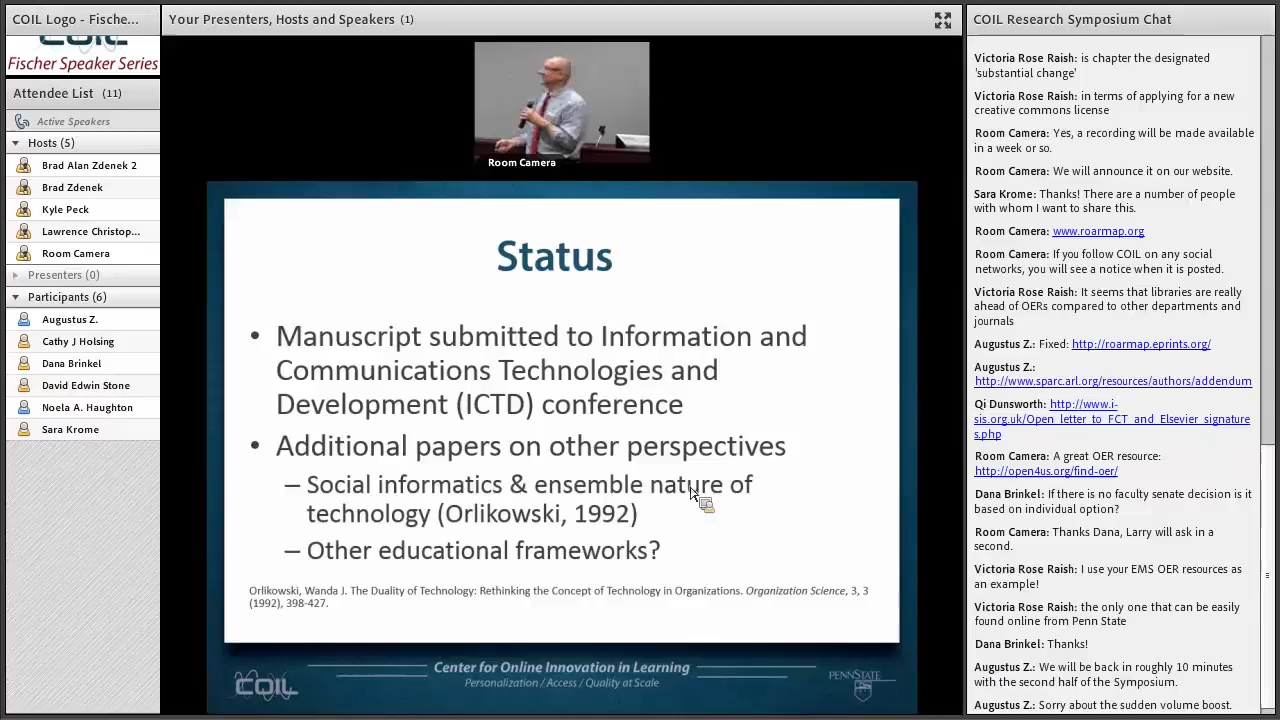 COIL Logo - Fische...
COIL
Fischer Speaker Series
Attendee List (11)
Active Speakers
Hosts (5)
Brad Alan Zdenek 2
Brad Zdenek
Kyle Peck
Lawrence Christop...
Room Camera
Presenters (0)
Participants (6)
Augustus Z.
Cathy J Holsing
Dana Brinkel
David Edwin Stone
Noela A. Haughton
Sara Krome
Your Presenters, Hosts and Speakers (1)
Room Camera
Status
• Manuscript submitted to Information and
Communications Technologies and
Development (ICTD) conference
• Additional papers on other perspectives
– Social informatics & ensemble nature of
technology (Orlikowski, 1992)
– Other educational frameworks?
Orlikowski, Wanda J. The Duality of Technology: Rethinking the Concept of Technology in Organizations. Organization Science, 3, 3
(1992), 398-427.
COIL
Center for Online Innovation in Learning
Personalization / Access / Quality at Scale
PENNSTATE
COIL Research Symposium Chat
Victoria Rose Raish: is chapter the designated
'substantial change'
Victoria Rose Raish: in terms of applying for a new
creative commons license
Room Camera: Yes, a recording will be made available
in a week or so.
Room Camera: We will announce it on our website.
Sara Krome: Thanks! There are a number of people
with whom I want to share this.
Room Camera: www.roarmap.org
Room Camera: If you follow COIL on any social
networks, you will see a notice when it is posted.
Victoria Rose Raish: It seems that libraries are really
ahead of OERs compared to other departments and
journals
Augustus Z.: Fixed: http://roarmap.eprints.org/
Augustus Z.:
http://www.sparc.arl.org/resources/authors/addendum
Qi Dunsworth: http://www.i-
sis.org.uk/Open_letter_to_FCT_and_Elsevier_signature
s.php
Room Camera: A great OER resource:
http://open4us.org/find-oer/
Dana Brinkel: If there is no faculty senate decision is it
based on individual option?
Room Camera: Thanks Dana, Larry will ask in a
second.
Victoria Rose Raish: I use your EMS OER resources as
an example!
Victoria Rose Raish: the only one that can be easily
found online from Penn State
Dana Brinkel: Thanks!
Augustus Z.: We will be back in roughly 10 minutes
with the second half of the Symposium.
Augustus Z.: Sorry about the sudden volume boost.